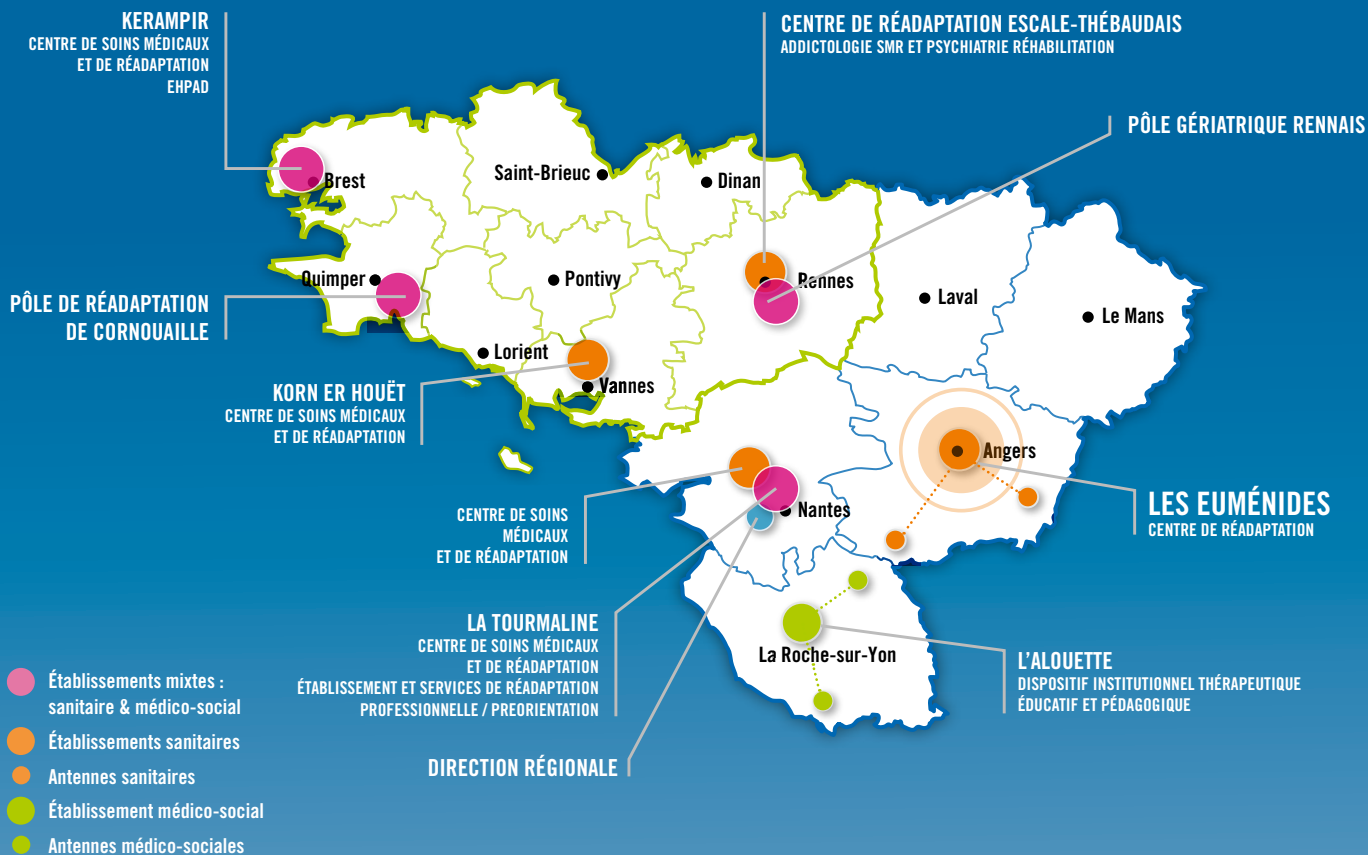 KERAMPIR
CENTRE DE SOINS MÉDICAUX
ET DE RÉADAPTATION
EHPAD
CENTRE DE RÉADAPTATION ESCALE-THÉBAUDAIS
ADDICTOLOGIE SMR ET PSYCHIATRIE RÉHABILITATION
PÔLE GÉRIATRIQUE RENNAIS
Brest
Saint-Brieuc
Dinan
Quimper
Pontivy
Rennes
Laval
Le Mans
PÔLE DE RÉADAPTATION
DE CORNOUAILLE
Lorient
Vannes
KORN ER HOUËT
CENTRE DE SOINS MÉDICAUX
ET DE RÉADAPTATION
Angers
LES EUMÉNIDES
CENTRE DE RÉADAPTATION
Nantes
CENTRE DE SOINS
MÉDICAUX
ET DE RÉADAPTATION
LA TOURMALINE
CENTRE DE SOINS MÉDICAUX
ET DE RÉADAPTATION
ÉTABLISSEMENT ET SERVICES DE RÉADAPTATION
PROFESSIONNELLE / PREORIENTATION
La Roche-sur-Yon
L'ALOUETTE
DISPOSITIF INSTITUTIONNEL THÉRAPEUTIQUE
ÉDUCATIF ET PÉDAGOGIQUE
DIRECTION RÉGIONALE
Établissements mixtes :
sanitaire & médico-social
Établissements sanitaires
Antennes sanitaires
Établissement médico-social
Antennes médico-sociales